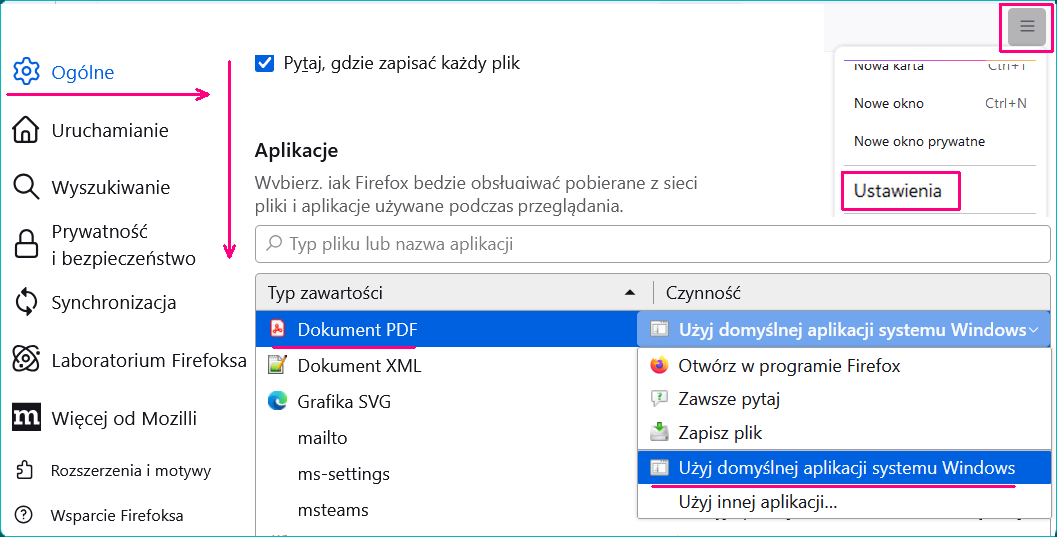 Ogólne
Uruchamianie
Wyszukiwanie
Prywatność
i bezpieczeństwo
Synchronizacja
Laboratorium Firefoksa
m
Więcej od Mozilli
Rozszerzenia i motywy
Wsparcie Firefoksa
Pytaj, gdzie zapisać każdy plik
Aplikacje
Wybierz, jak Firefox będzie obsługiwać pobierane z sieci
pliki i aplikacje używane podczas przeglądania.
Typ pliku lub nazwa aplikacji
Typ zawartości
Czynność
Dokument PDF
Użyj domyślnej aplikacji systemu Windows
Dokument XML
Grafika SVG
mailto
ms-settings
msteams
Otwórz w programie Firefox
Zawsze pytaj
Zapisz plik
Użyj domyślnej aplikacji systemu Windows
Użyj innej aplikacji...
Nowa karta Ctrl+T
Nowe okno Ctrl+N
Nowe okno prywatne
Ustawienia